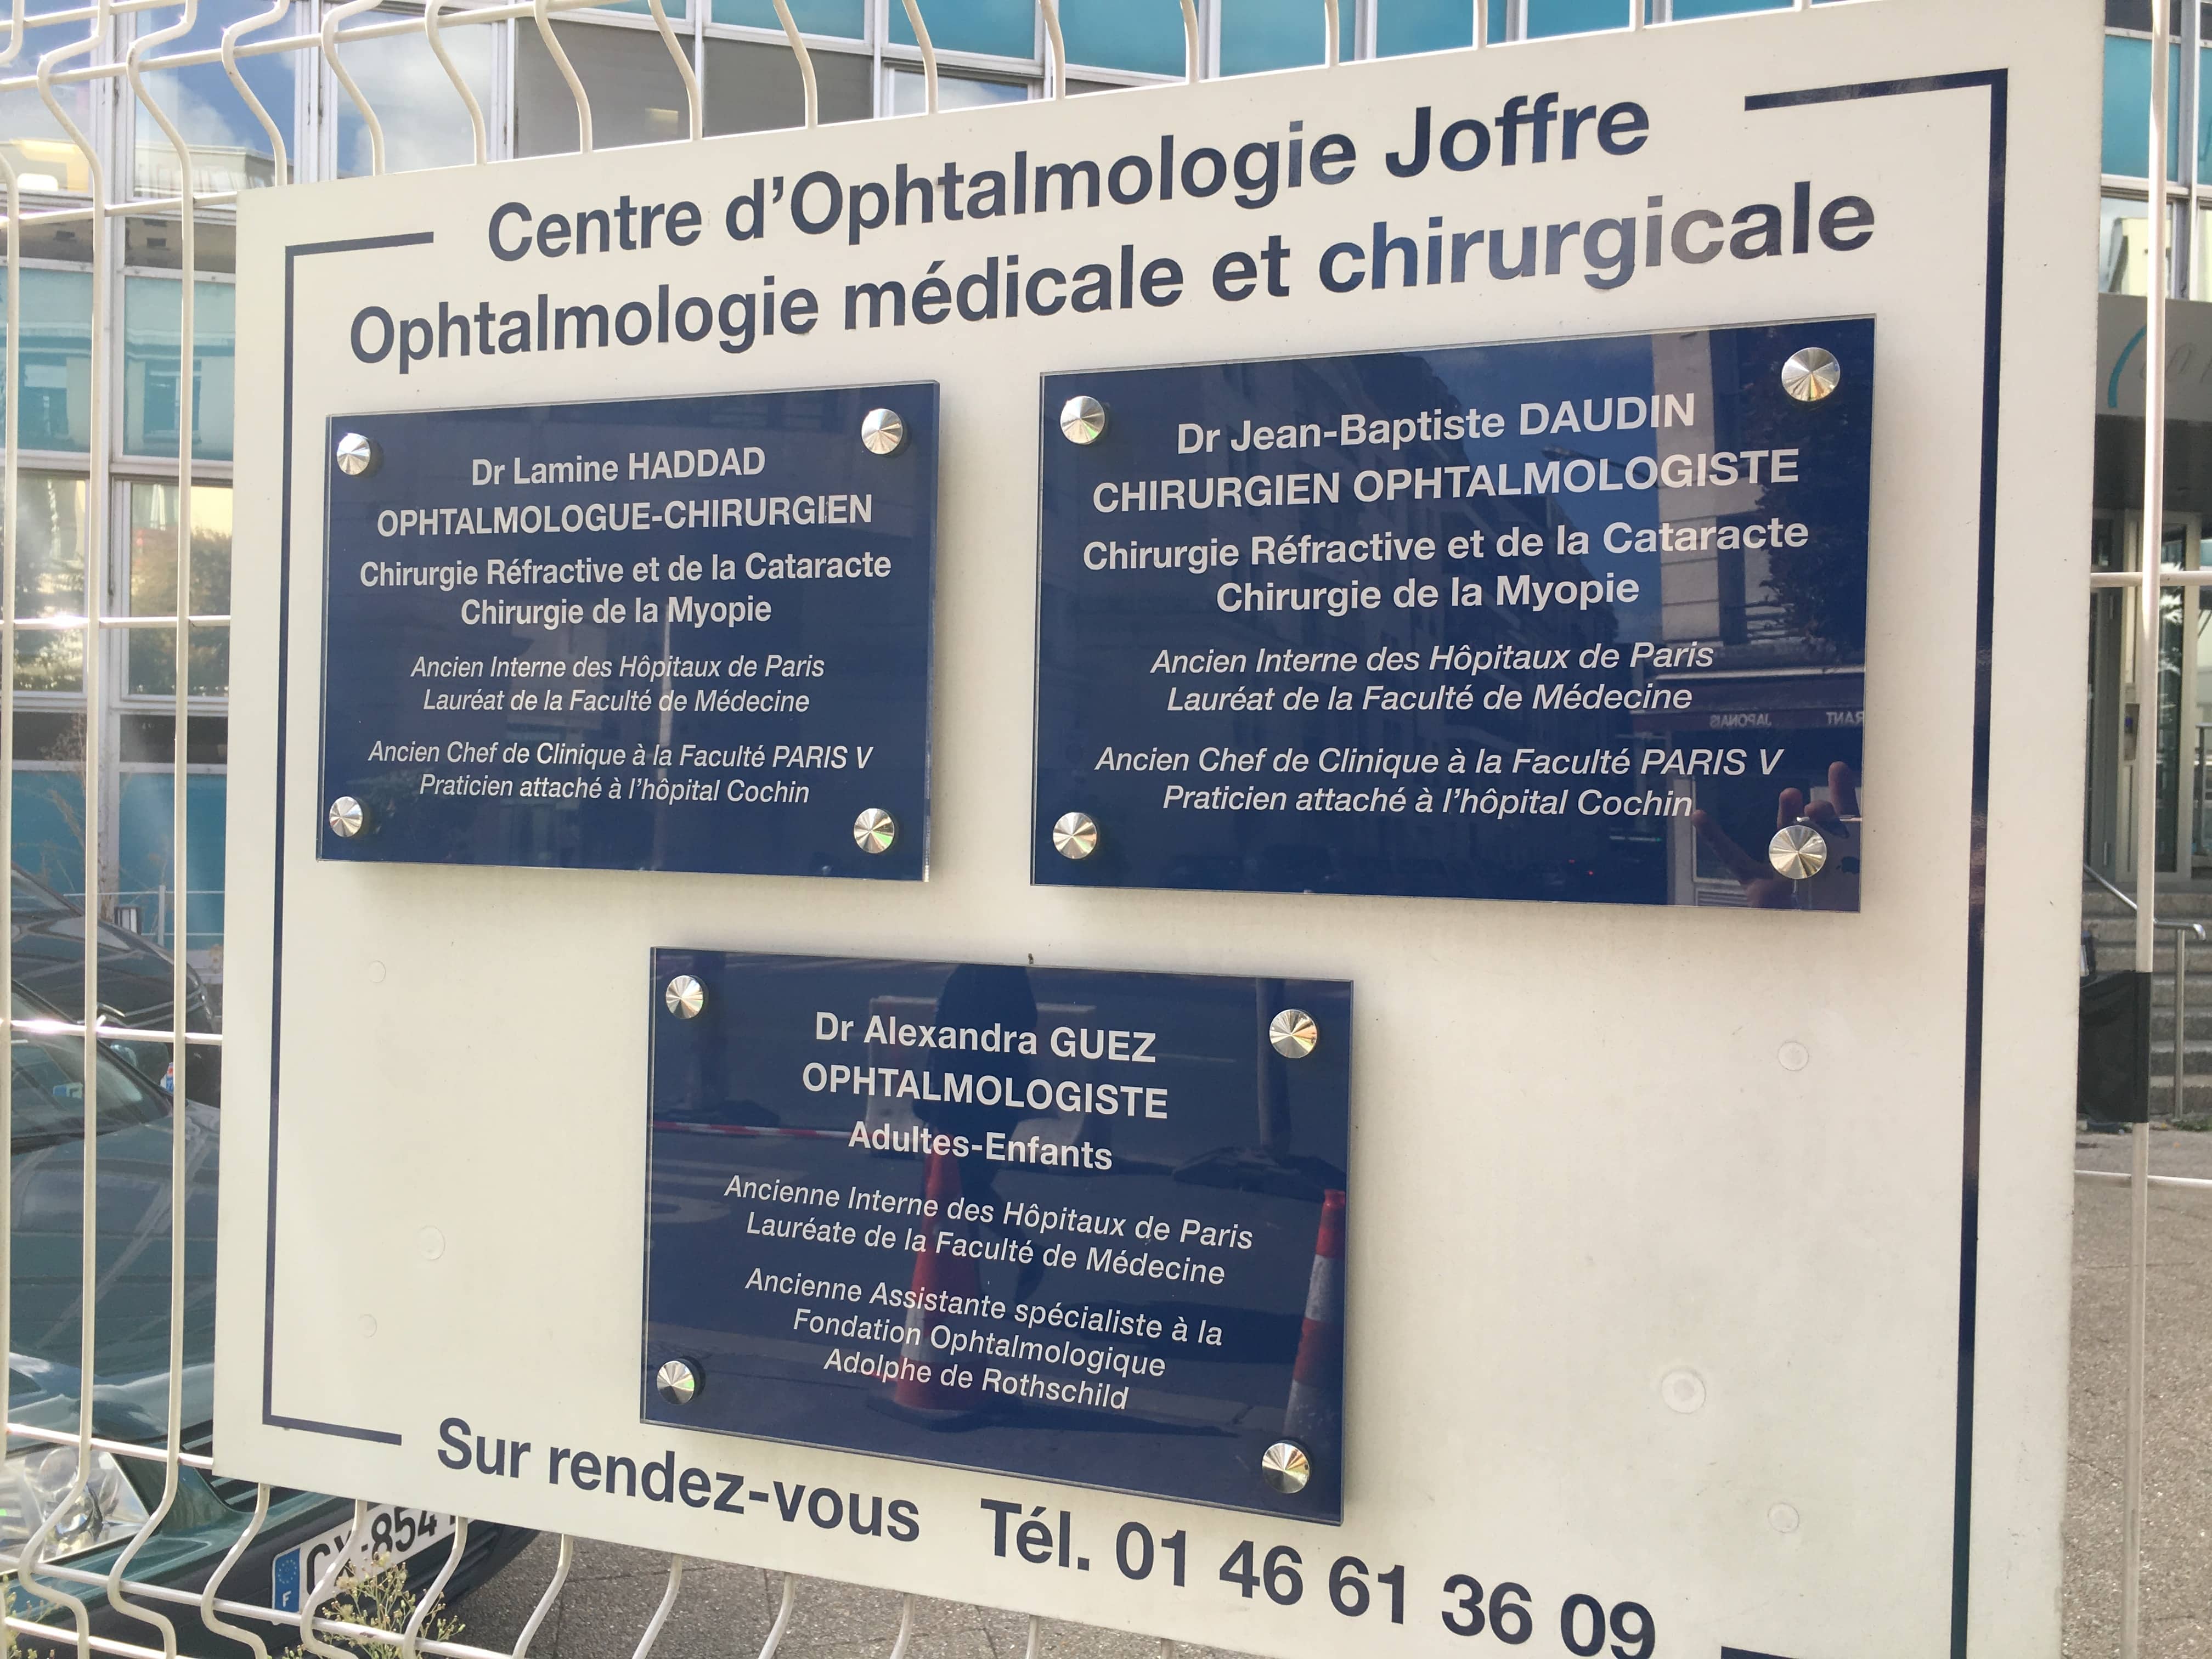 Centre d'Ophtalmologie Joffre
Ophtalmologie médicale et chirurgicale
Dr Lamine HADDAD
OPHTALMOLOGUE-CHIRURGIEN
Chirurgie Réfractive et de la Cataracte
Chirurgie de la Myopie
Ancien Interne des Hôpitaux de Paris
Lauréat de la Faculté de Médecine
Ancien Chef de Clinique à la Faculté PARIS V
Praticien attaché à l'hôpital Cochin
Dr Jean-Baptiste DAUDIN
CHIRURGIEN OPHTALMOLOGISTE
Chirurgie Réfractive et de la Cataracte
Chirurgie de la Myopie
Ancien Interne des Hôpitaux de Paris
Lauréat de la Faculté de Médecine
Ancien Chef de Clinique à la Faculté PARIS V
Praticien attaché à l'hôpital Cochin
Dr Alexandra GUEZ
OPHTALMOLOGISTE
Adultes-Enfants
Ancienne Interne des Hôpitaux de Paris
Lauréate de la Faculté de Médecine
Ancienne Assistante spécialiste à la
Fondation Ophtalmologique
Adolphe de Rothschild
Sur rendez-vous Tél. 01 46 61 36 09